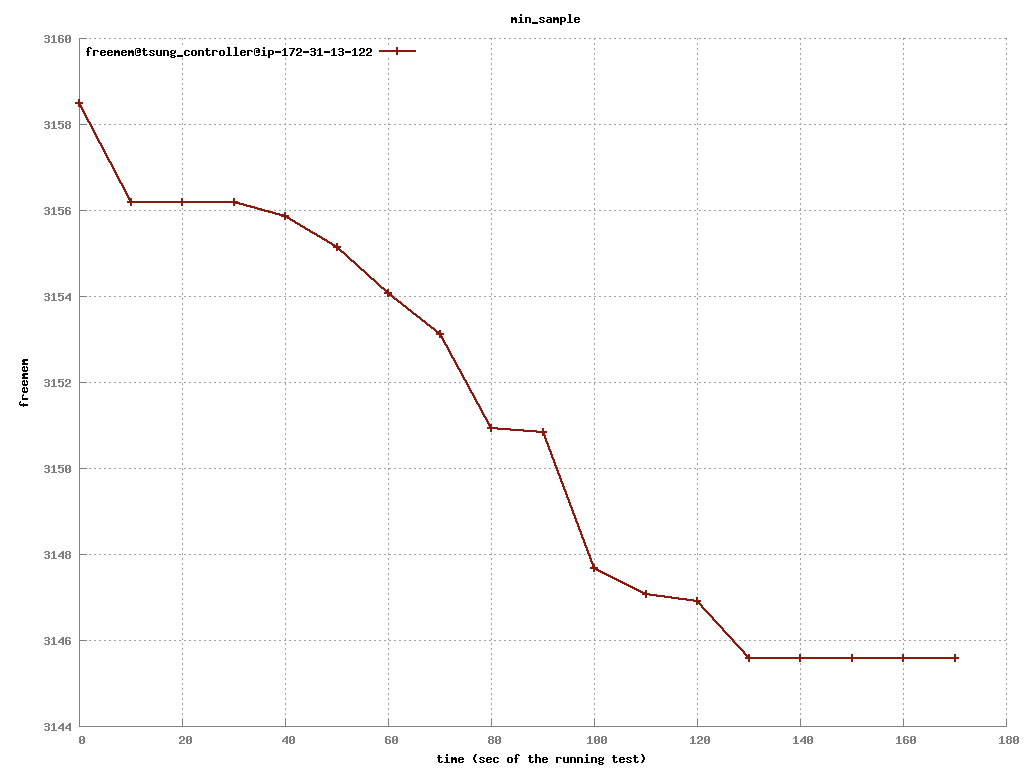 min_sample
3160
freemem@tsung_controller@ip-172-31-13-122
3158
3156
3154
3152
freemem
3150
3148
3146
3144
0 20 40 60 80 100 120 140 160 180
time (sec of the running test)